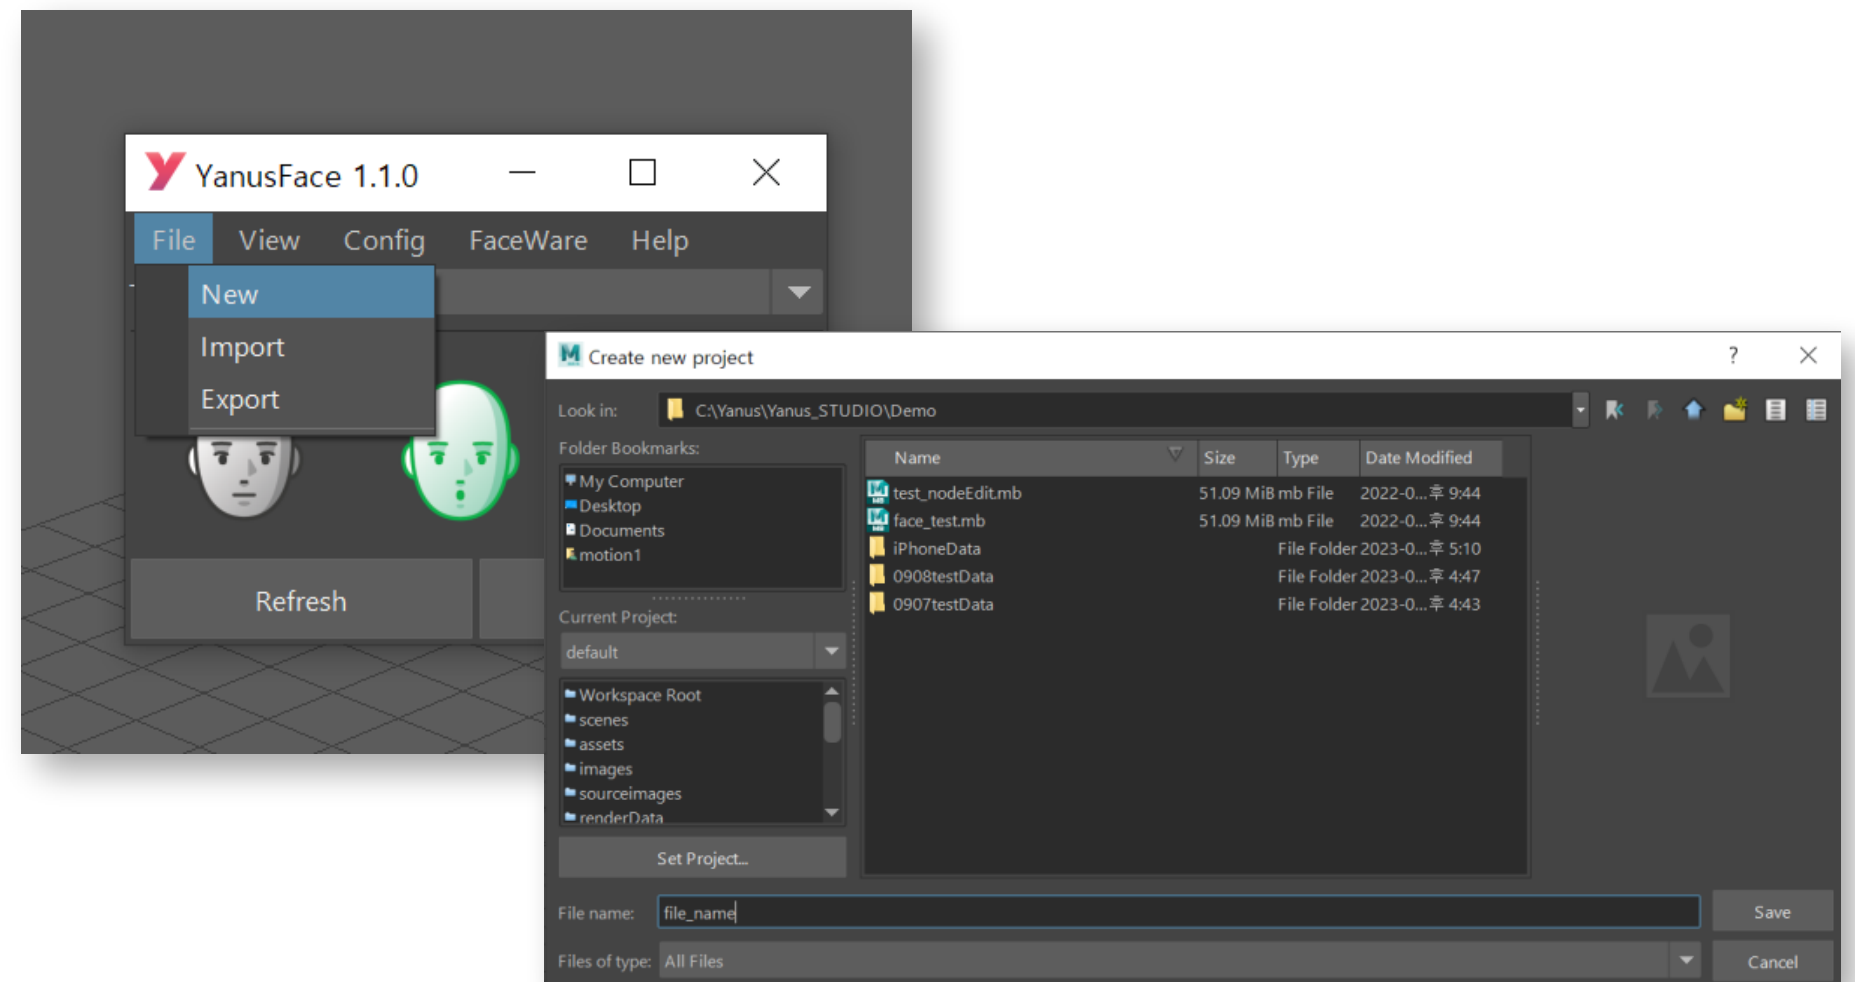 YanusFace 1.1.0
File View Config FaceWare Help
New
Import
Export
Refresh
Create new project
Look in: C:\Yanus\Yanus_STUDIO\Demo
Folder Bookmarks:
My Computer
Desktop
Documents
motion1
Name Size Type Date Modified
test_nodeEdit.mb 51.09 MiB mb File 2022-0...후 9:44
face_test.mb 51.09 MiB mb File 2022-0...후 9:44
iPhoneData File Folder 2023-0...후 5:10
0908testData File Folder 2023-0...후 4:47
0907testData File Folder 2023-0...후 4:43
Current Project:
default
Workspace Root
scenes
assets
images
sourceimages
renderData
Set Project...
File name: file_name Save
Files of type: All Files Cancel